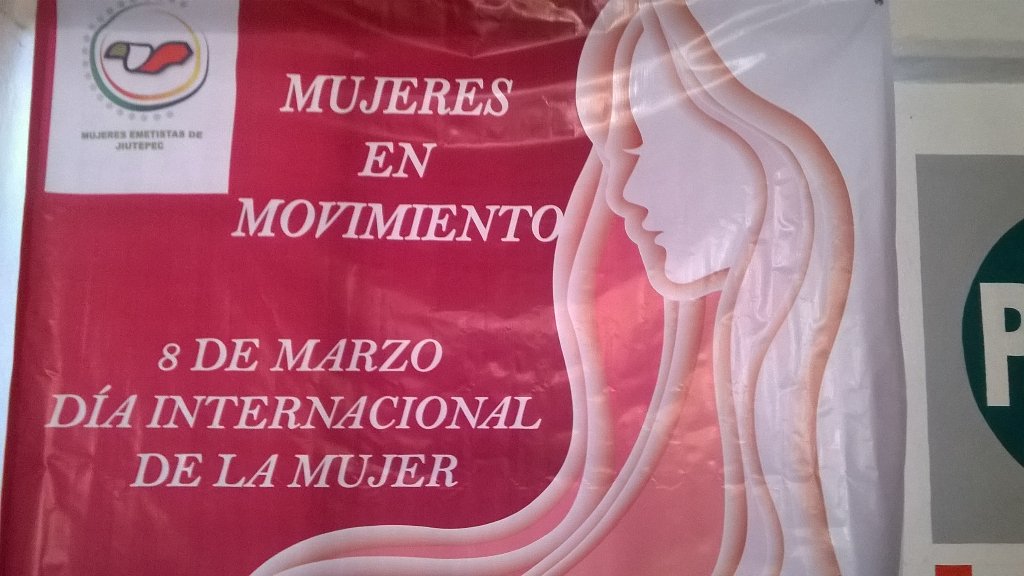 MUJERES EMETISTAS DE
JIUTEPEC
MUJERES
EN
MOVIMIENTO
8 DE MARZO
DÍA INTERNACIONAL
DE LA MUJER
P